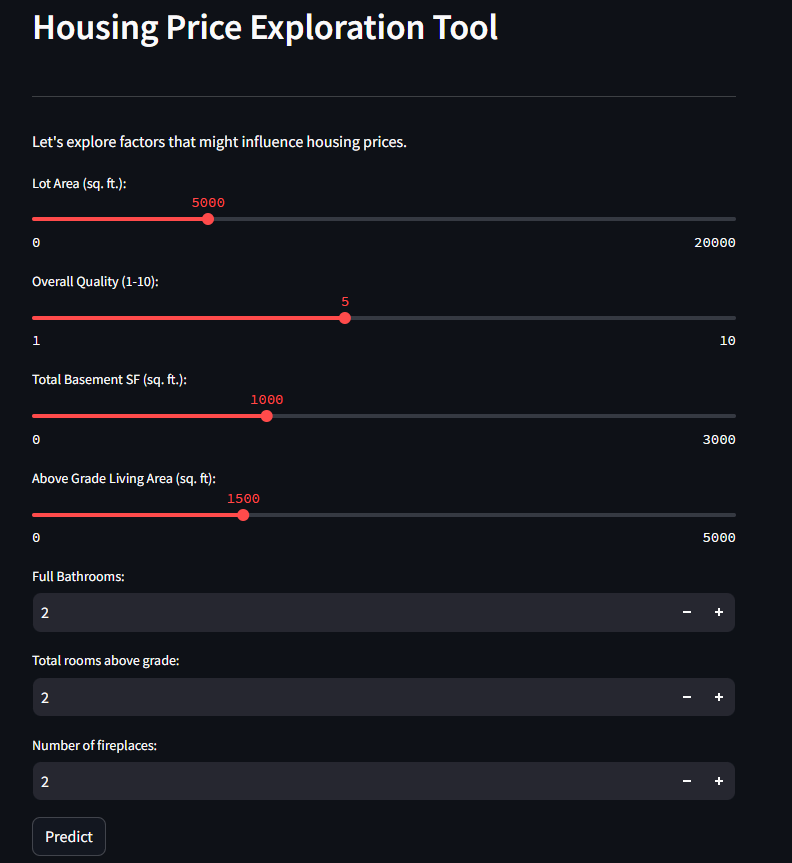 Housing Price Exploration Tool
Let's explore factors that might influence housing prices.
Lot Area (sq. ft.):
5000
0 20000
Overall Quality (1-10):
5
1 10
Total Basement SF (sq. ft.):
1000
0 3000
Above Grade Living Area (sq. ft):
1500
0 5000
Full Bathrooms:
2 − +
Total rooms above grade:
2 − +
Number of fireplaces:
2 − +
Predict